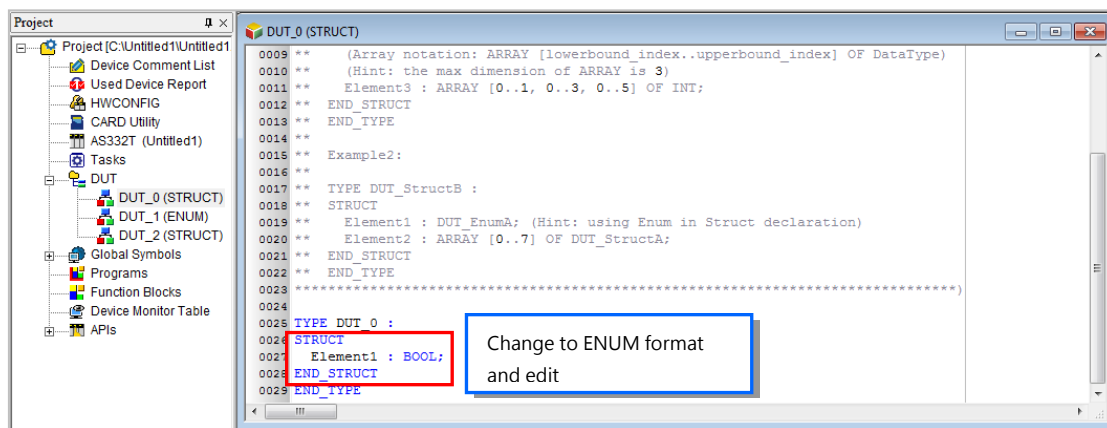 Project
Project [C:\Untitled1\Untitled1
Device Comment List
Used Device Report
HWCONFIG
CARD Utility
AS332T (Untitled1)
Tasks
DUT
DUT_0 (STRUCT)
DUT_1 (ENUM)
DUT_2 (STRUCT)
Global Symbols
Programs
Function Blocks
Device Monitor Table
APIs
DUT_0 (STRUCT)
0009 ** (Array notation: ARRAY [lowerbound_index..upperbound_index] OF DataType)
0010 ** (Hint: the max dimension of ARRAY is 3)
0011 ** Element3 : ARRAY [0..1, 0..3, 0..5] OF INT;
0012 ** END_STRUCT
0013 ** END_TYPE
0014 **
0015 ** Example2:
0016 **
0017 ** TYPE DUT_StructB :
0018 ** STRUCT
0019 ** Element1 : DUT_EnumA; (Hint: using Enum in Struct declaration)
0020 ** Element2 : ARRAY [0..7] OF DUT_StructA;
0021 ** END_STRUCT
0022 ** END_TYPE
0023 *******************************************************************************)
0024
0025 TYPE DUT_0 :
0026 STRUCT
0027 Element1 : BOOL;
0028 END_STRUCT
0029 END_TYPE
Change to ENUM format
and edit